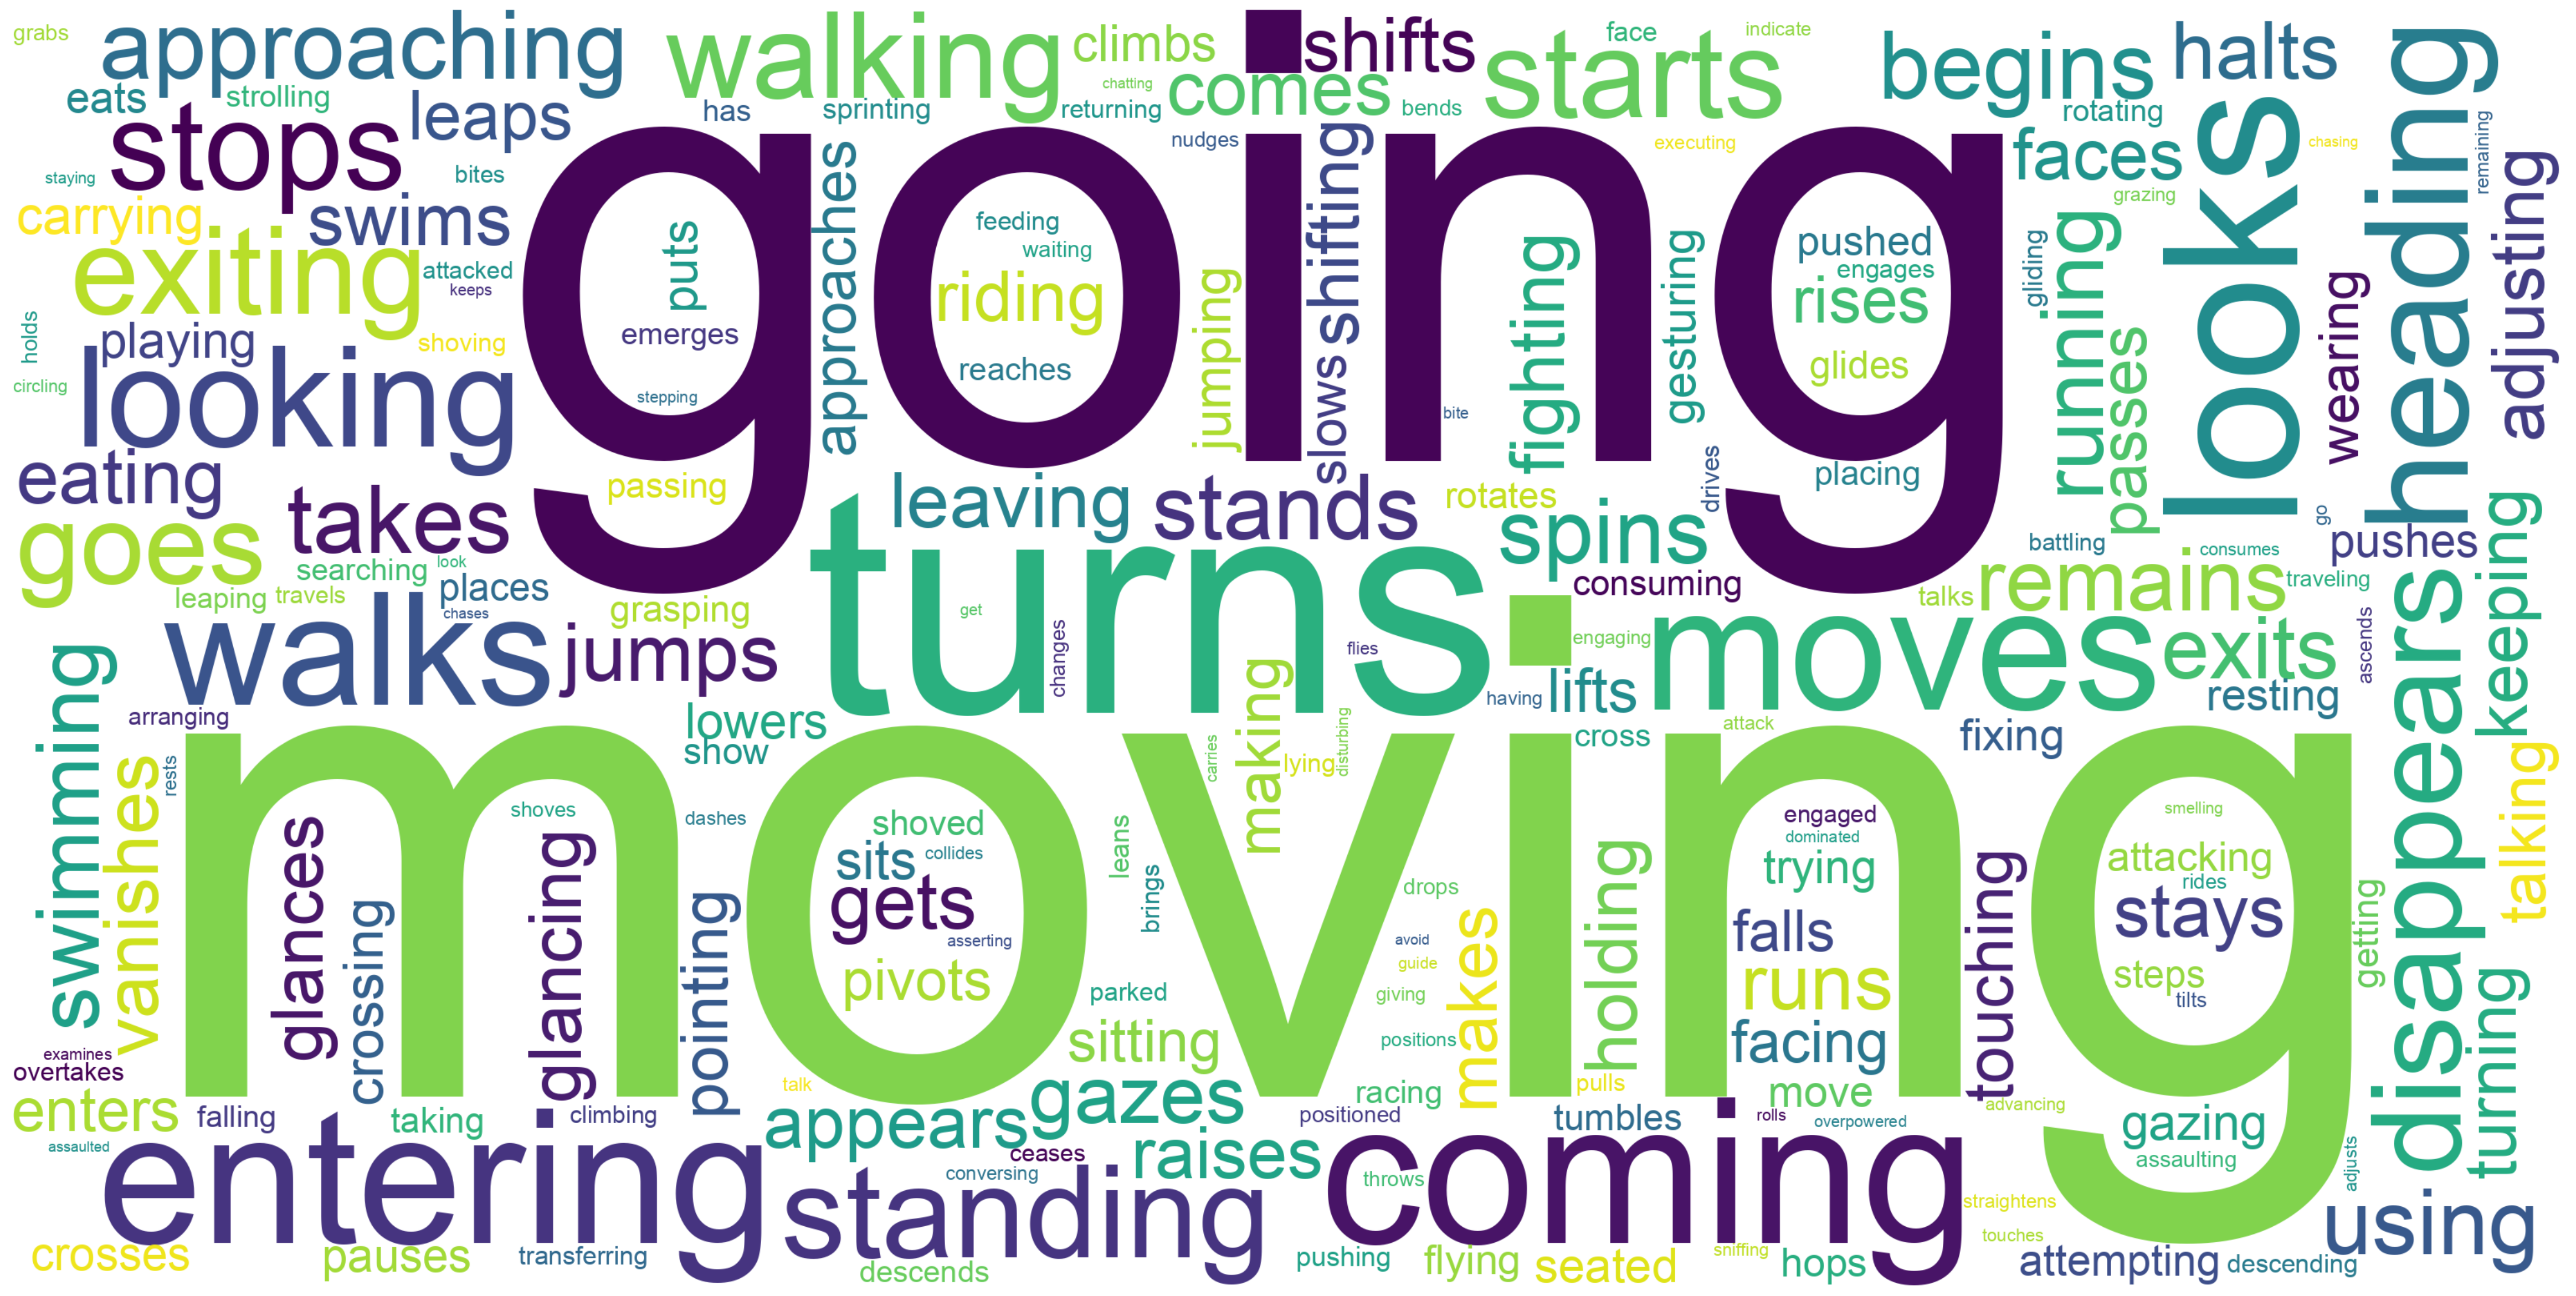 grabs
approaching
walking
climbs
shifts
face
indicate
starts
begins
halts
heading
eats
strolling
leaps
has
sprinting
chatting
returning
comes
bends
rotating
looks
stops
going
nudges
executing
faces
chasing
remaining
staying
bites
approaches
shifting
adjusting
carrying
swims
puts
feeding
waiting
gesturing
pushed
grazing
running
exiting
attacked
keeps
riding
jumping
fighting
engages
rises
gliding
wearing
holds
playing
shoving
emerges
reaches
slows
glides
passes
circling
looking
stepping
bite
eating
passing
leaving
stands
rotates
drives
placing
go
goes
takes
turns
spins
battling
consumes
pushes
keeping
searching
look
places
consuming
remains
traveling
leaping
travels
chases
grasping
get
changes
talks
disappears
walks
jumps
flies
engaging
moves
exits
ascends
swimming
making
having
lifts
resting
arranging
lowers
show
disturbing
attack
cross
fixing
vanishes
rests
moving
carries
lying
talking
glances
shoves
glancing
dashes
shoved
leans
holding
engaged
dominated
smelling
crossing
pointing
sits
collides
brings
drops
trying
touching
attacking
rides
getting
gets
asserting
avoid
makes
falls
stays
pivots
guide
giving
runs
steps
tilts
turning
parked
examines
overtakes
sitting
positions
facing
enters
falling
taking
climbing
talk
gazes
racing
pulls
move
advancing
assaulted
appears
positioned
tumbles
rolls
overpowered
gazing
entering
ceases
conversing
raises
coming
assaulting
adjusts
standing
throws
straightens
using
crosses
pauses
transferring
descends
pushing
flying
seated
sniffing
hops
touches
attempting
descending